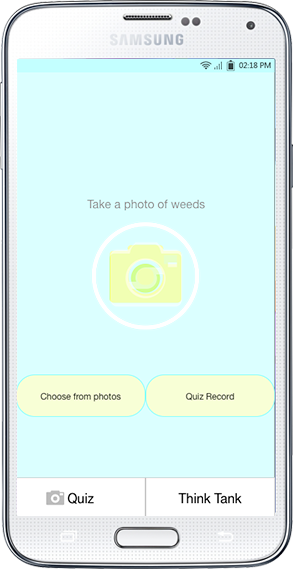 SAMSUNG
02:18 PM
Take a photo of weeds
Choose from photos
Quiz Record
Quiz
Think Tank